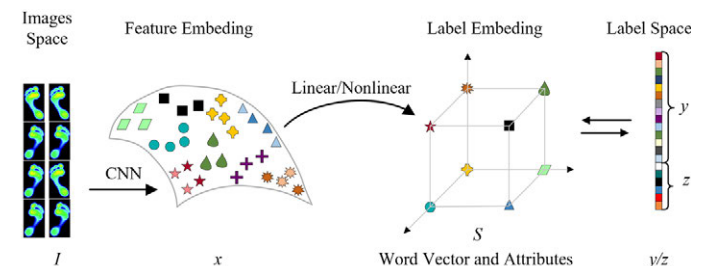 Images
Space
Feature Embeding
Label Embeding
Label Space
Linear/Nonlinear
CNN
y
z
S
I
x
Word Vector and Attributes
y/z